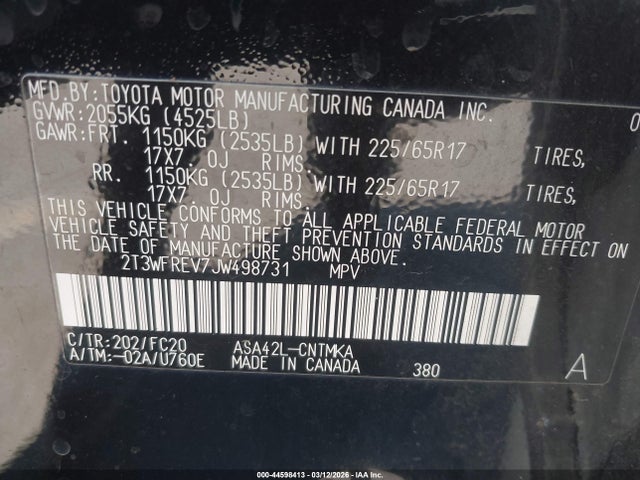 MFD.BY:TOYOTA MOTOR MANUFACTURING CANADA INC. 0
GVWR:2055KG (4525LB)
GAWR:FRT. 1150KG (2535LB) WITH 225/65R17 TIRES,
17X7 OJ RIMS.
RR. 1150KG (2535LB) WITH 225/65R17 TIRES,
17X7 OJ RIMS.
THIS VEHICLE CONFORMS TO ALL APPLICABLE FEDERAL MOTOR
VEHICLE SAFETY AND THEFT PREVENTION STANDARDS IN EFFECT ON
THE DATE OF MANUFACTURE SHOWN ABOVE.
2T3WFREV7JW498731 MPV
C/TR:202/FC20 ASA42L-CNTMKA
A/TM:-02A/U760E MADE IN CANADA 380 A
000-44598413 - 03/12/2026 - IAA Inc.